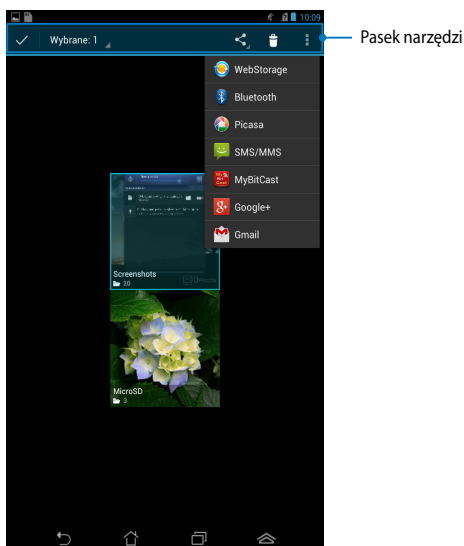 10:09
Wybrane: 1
Pasek narzędzi
WebStorage
Bluetooth
Picasa
SMS/MMS
MyBitCast
Google+
Gmail
Screenshots
20
MicroSD
3